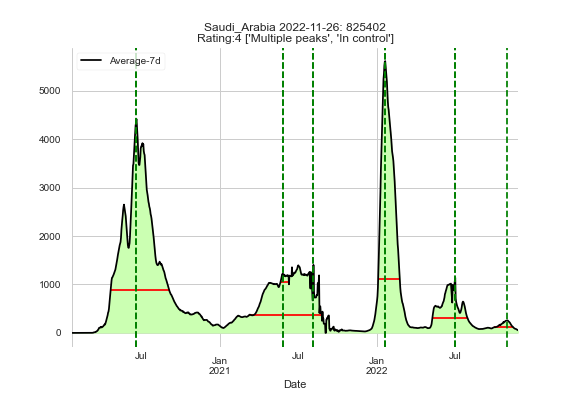 Saudi_Arabia 2022-11-26: 825402
Rating:4 ['Multiple peaks', 'In control']
Average-7d
5000
4000
3000
2000
1000
0
Jul
Jan
2021
Jul
Jan
2022
Jul
Date